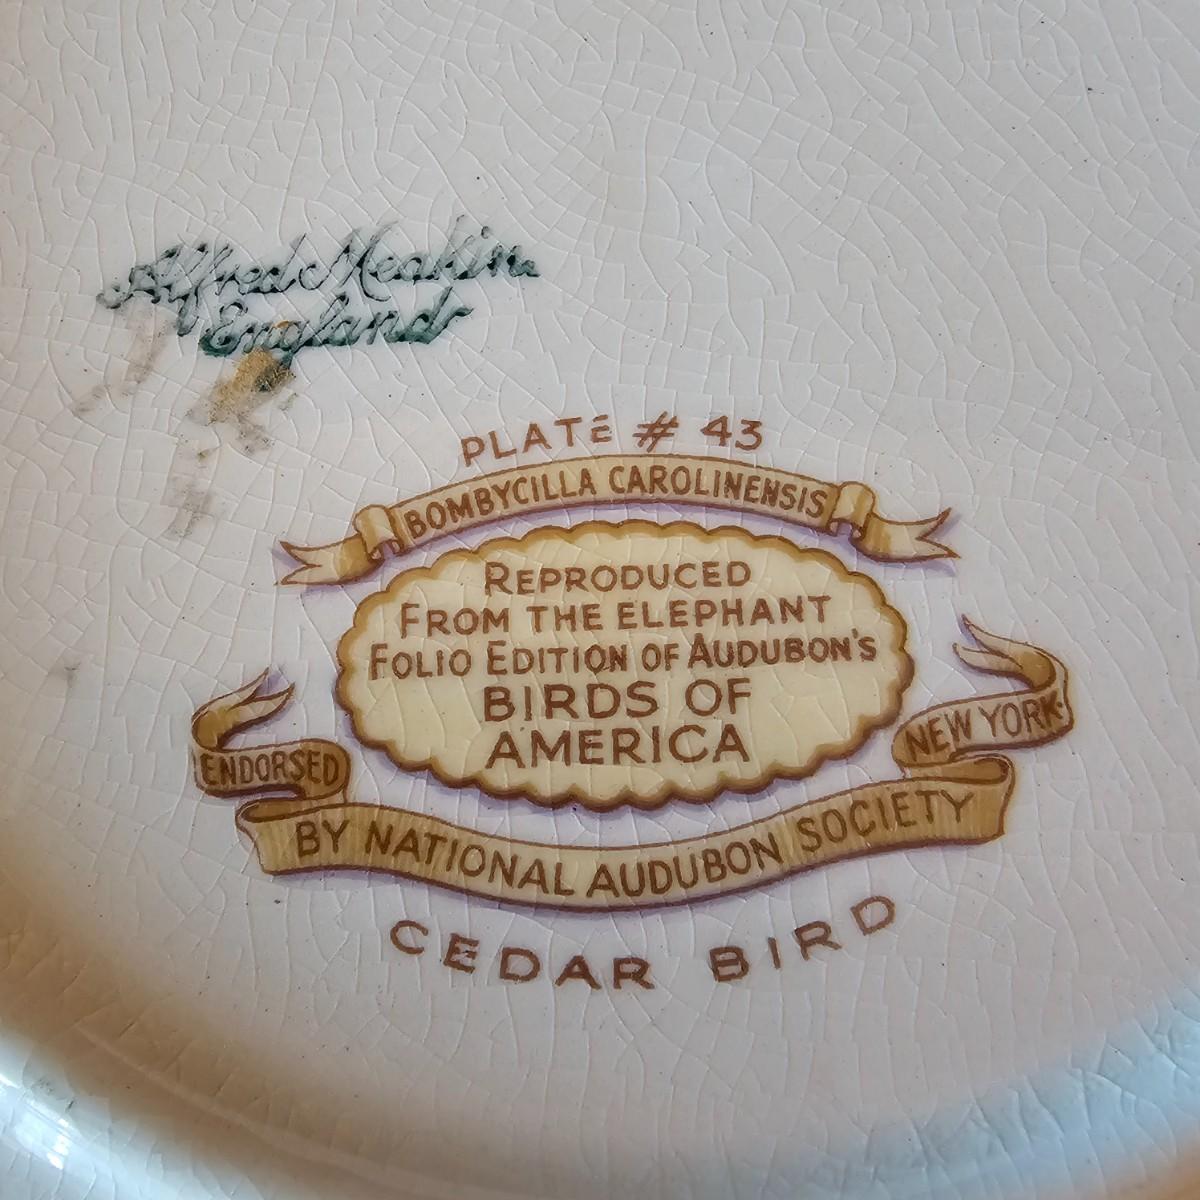 Alfred Meakin
England
PLATE # 43
BOMBYCILLA CAROLINENSIS
REPRODUCED
FROM THE ELEPHANT
FOLIO EDITION OF AUDUBON'S
BIRDS OF
AMERICA
ENDORSED
BY NATIONAL AUDUBON SOCIETY
NEW YORK
CEDAR BIRD